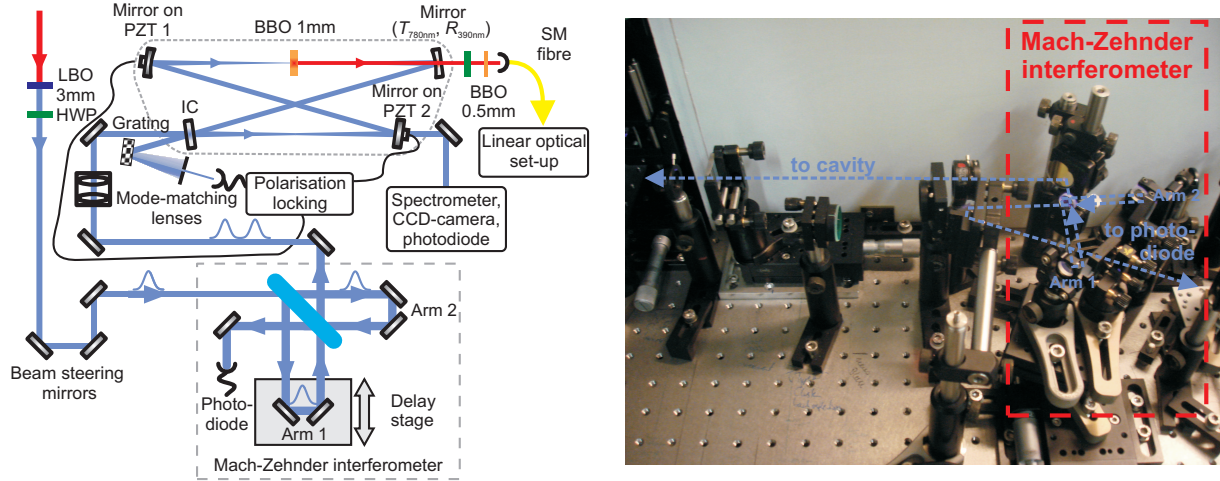 Mirror on
PZT 1
BBO 1mm
Mirror
(T780nm, R390nm)
SM
fibre
LBO
3mm
HWP
IC
Grating
Mirror on
PZT 2
BBO
0.5mm
Linear optical
set-up
Mode-matching
lenses
Polarisation
locking
Spectrometer,
CCD-camera,
photodiode
Arm 2
Beam steering
mirrors
Photo-
diode
Arm 1
Delay
stage
Mach-Zehnder interferometer
Mach-Zehnder
interferometer
to cavity
Arm 2
to photo-
diode
Arm 1